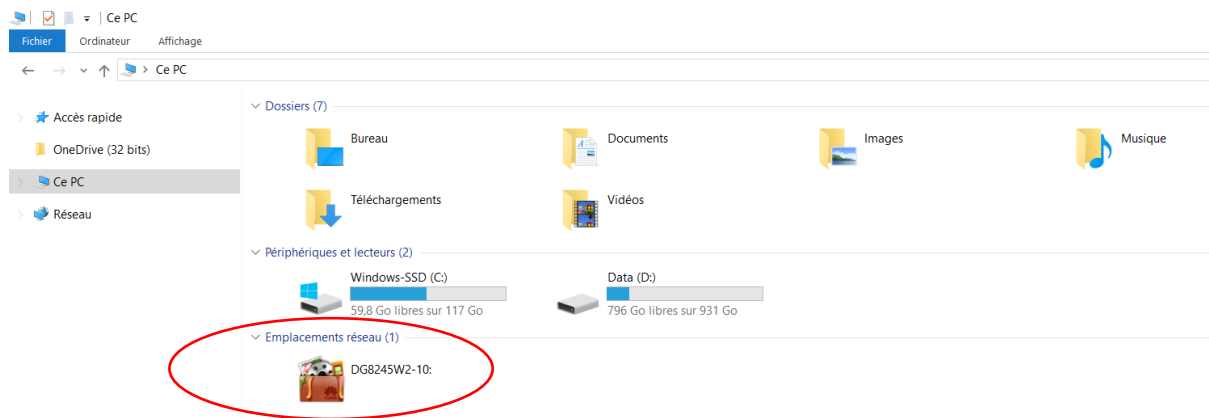 Ce PC
Fichier Ordinateur Affichage
Ce PC
Accès rapide
OneDrive (32 bits)
Ce PC
Réseau
Dossiers (7)
Bureau Documents Images Musique
Téléchargements Vidéos
Périphériques et lecteurs (2)
Windows-SSD (C:) Data (D:)
59,8 Go libres sur 117 Go 796 Go libres sur 931 Go
Emplacements réseau (1)
DG8245W2-10: